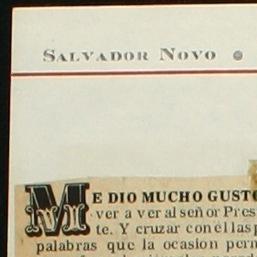 SALVADOR NOVO
ME DIO MUCHO GUSTO
ver a ver al señor Pres
te. Y cruzar con él las p
palabras que la ocasion perm